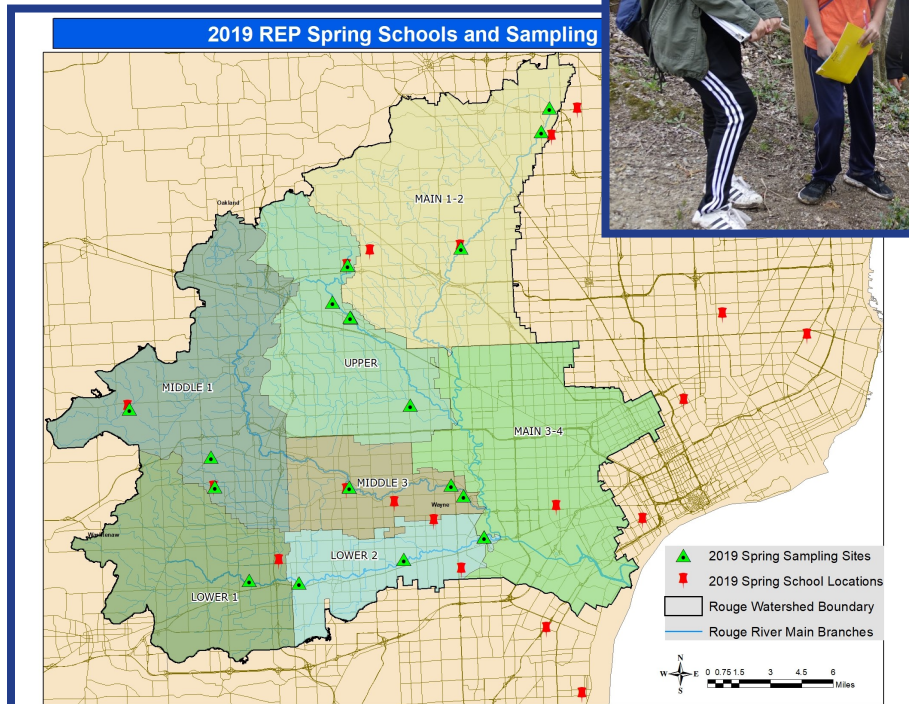 2019 REP Spring Schools and Sampling
Oakland
MAIN 1-2
UPPER
MIDDLE 1
MAIN 3-4
MIDDLE 3
Wayne
Washtenaw
LOWER 2
LOWER 1
2019 Spring Sampling Sites
2019 Spring School Locations
Rouge Watershed Boundary
Rouge River Main Branches
N
W E
S
0 0.75 1.5 3 4.5 6
Miles